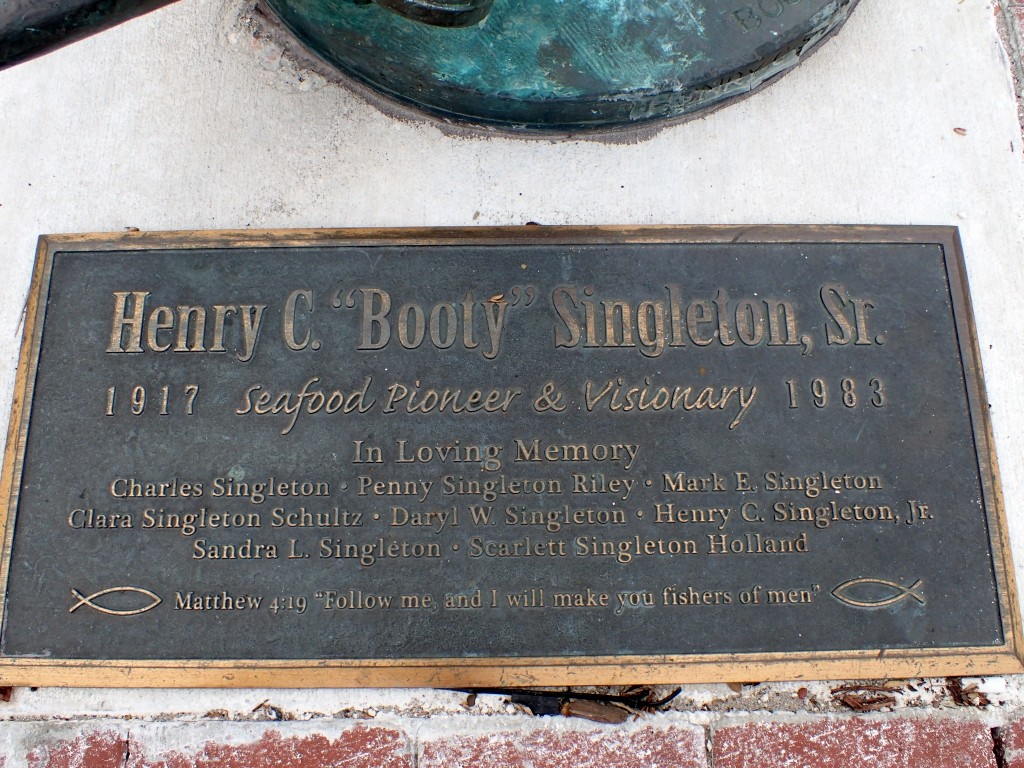 Henry C. “Booty” Singleton, Sr.
1917 Seafood Pioneer & Visionary 1983
In Loving Memory
Charles Singleton · Penny Singleton Riley · Mark E. Singleton
Clara Singleton Schultz · Daryl W. Singleton · Henry C. Singleton, Jr.
Sandra L. Singleton · Scarlett Singleton Holland
Matthew 4:19 “Follow me, and I will make you fishers of men”